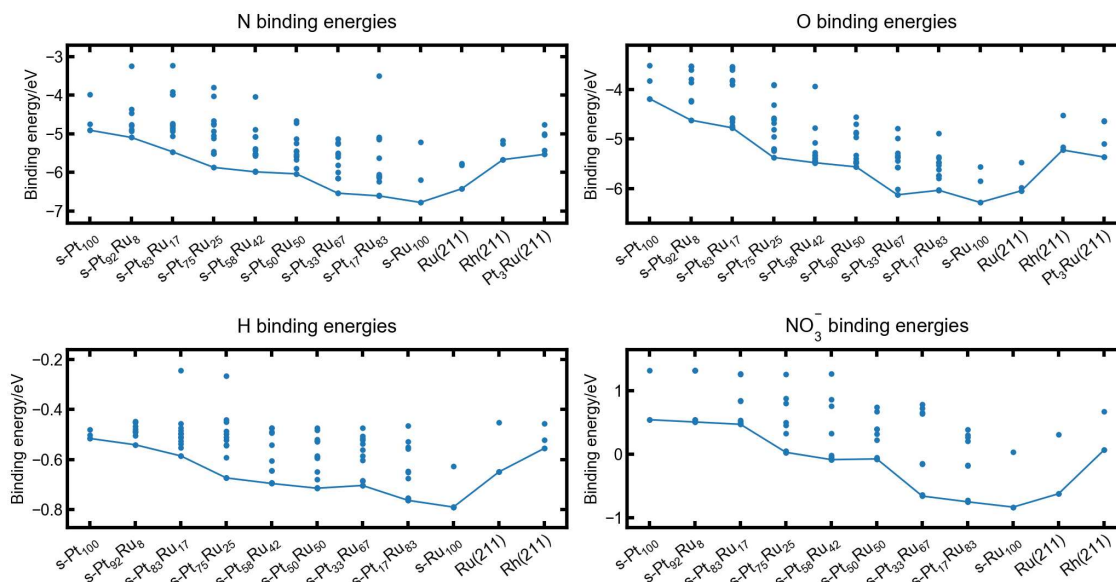 N binding energies
Binding energy/eV
−3
−4
−5
−6
−7
s-Pt₁₀₀
s-Pt₉₂Ru₈
s-Pt₈₃Ru₁₇
s-Pt₇₅Ru₂₅
s-Pt₅₈Ru₄₂
s-Pt₅₀Ru₅₀
s-Pt₃₃Ru₆₇
s-Pt₁₇Ru₈₃
s-Ru₁₀₀
Ru(211)
Rh(211)
Pt₃Ru(211)
O binding energies
Binding energy/eV
−4
−5
−6
s-Pt₁₀₀
s-Pt₉₂Ru₈
s-Pt₈₃Ru₁₇
s-Pt₇₅Ru₂₅
s-Pt₅₈Ru₄₂
s-Pt₅₀Ru₅₀
s-Pt₃₃Ru₆₇
s-Pt₁₇Ru₈₃
s-Ru₁₀₀
Ru(211)
Rh(211)
Pt₃Ru(211)
H binding energies
Binding energy/eV
−0.2
−0.4
−0.6
−0.8
s-Pt₁₀₀
s-Pt₉₂Ru₈
s-Pt₈₃Ru₁₇
s-Pt₇₅Ru₂₅
s-Pt₅₈Ru₄₂
s-Pt₅₀Ru₅₀
s-Pt₃₃Ru₆₇
s-Pt₁₇Ru₈₃
s-Ru₁₀₀
Ru(211)
Rh(211)
NO₃⁻ binding energies
Binding energy/eV
1
0
−1
s-Pt₁₀₀
s-Pt₉₂Ru₈
s-Pt₈₃Ru₁₇
s-Pt₇₅Ru₂₅
s-Pt₅₈Ru₄₂
s-Pt₅₀Ru₅₀
s-Pt₃₃Ru₆₇
s-Pt₁₇Ru₈₃
s-Ru₁₀₀
Ru(211)
Rh(211)